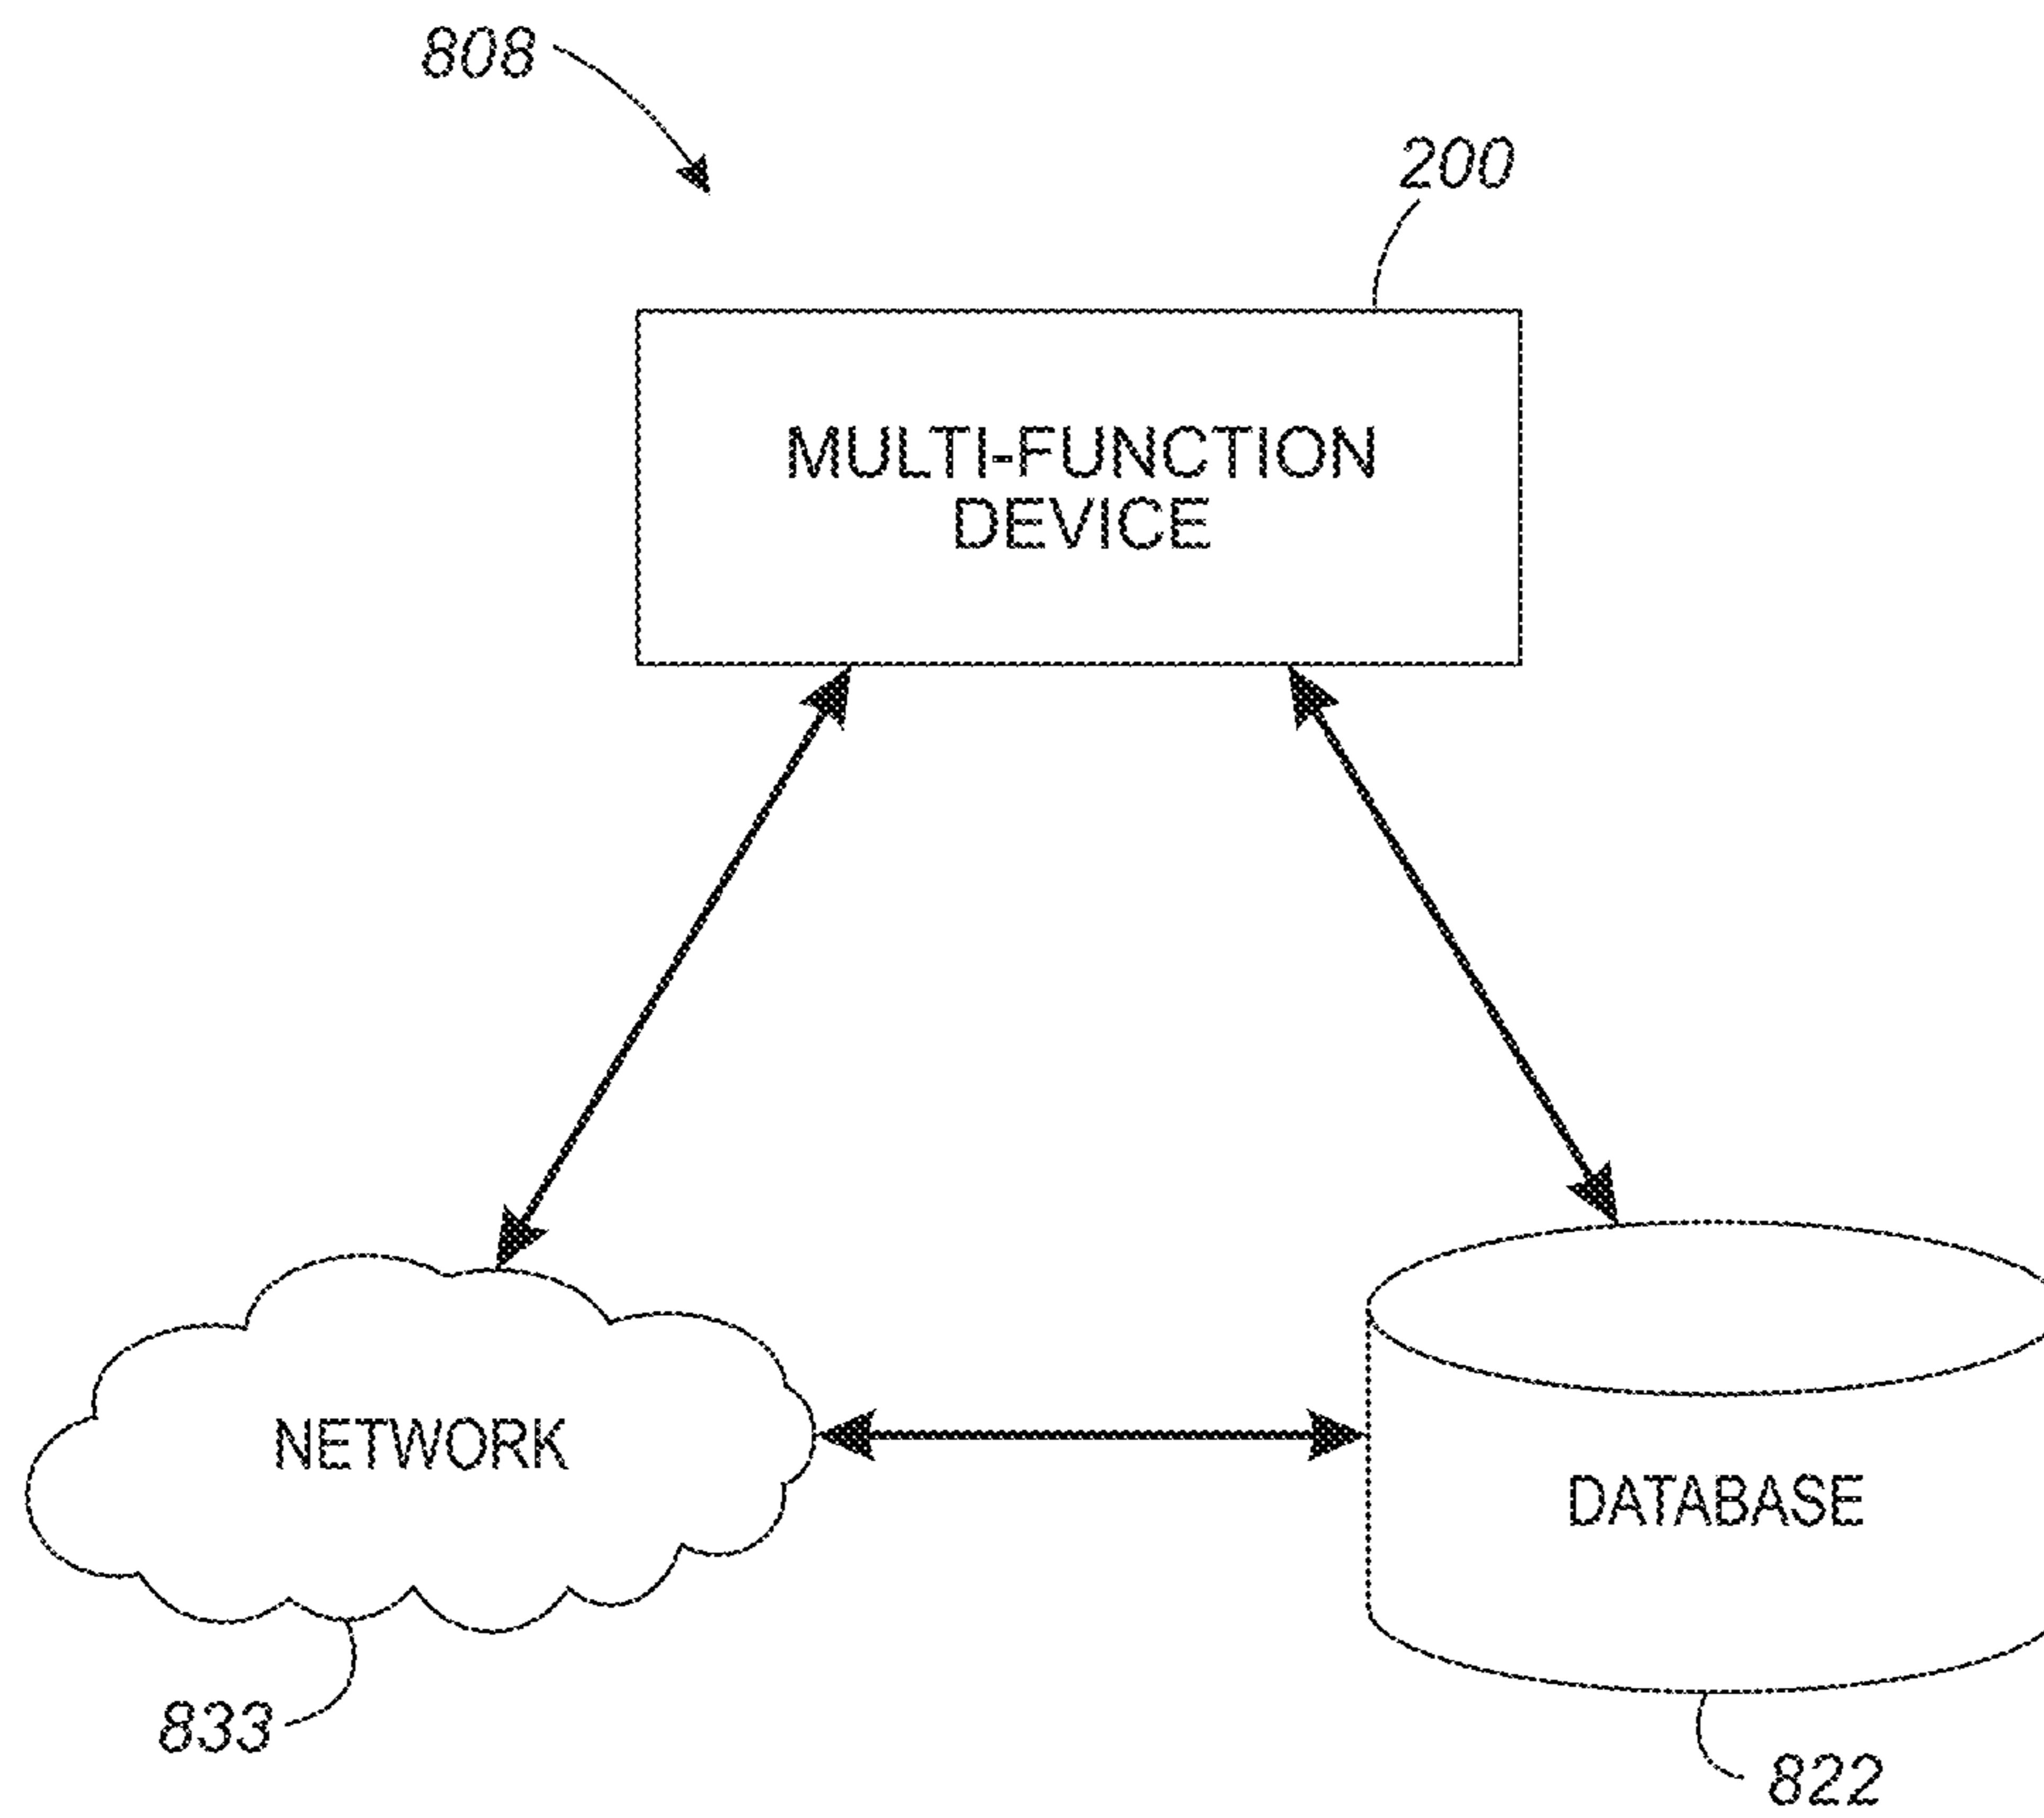 808
200
MULTI-FUNCTION
DEVICE
NETWORK
DATABASE
833
822